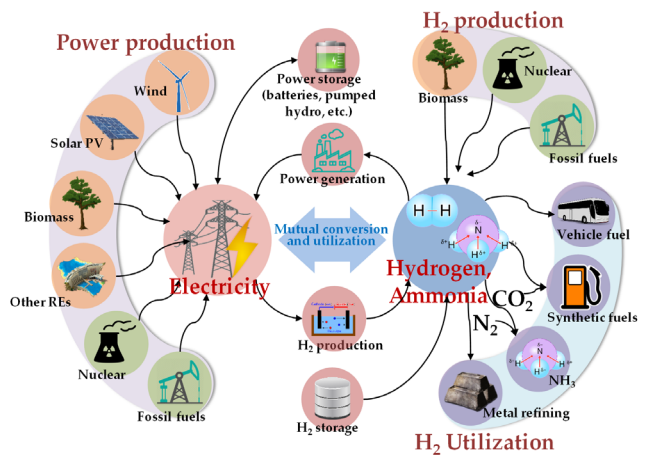 Power production
H₂ production
Wind
Solar PV
Biomass
Other REs
Nuclear
Fossil fuels
Power storage
(batteries, pumped
hydro, etc.)
Power generation
Mutual conversion
and utilization
Electricity
H₂ production
H₂ storage
Biomass
Nuclear
Fossil fuels
H H
δ-
N
δ+H
H
H
δ+
Hydrogen,
Ammonia
CO₂
N₂
Vehicle fuel
Synthetic fuels
δ-
N
H
H
H
NH₃
Metal refining
H₂ Utilization